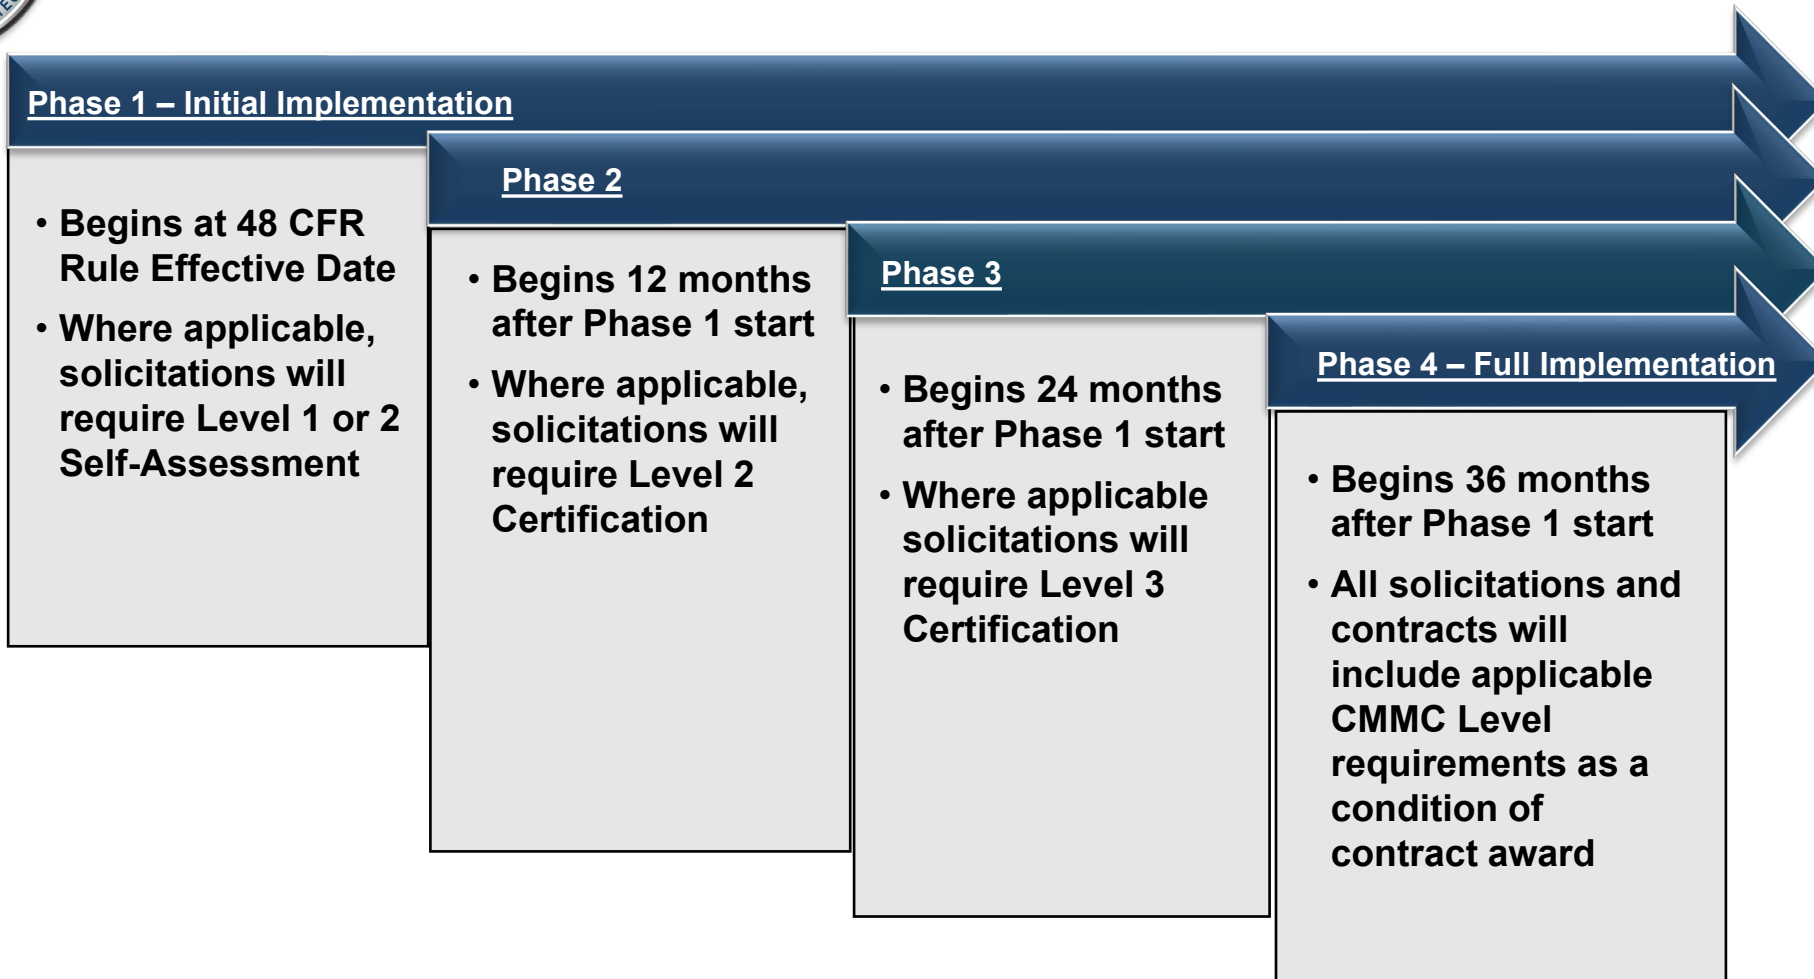 Phase 1 – Initial Implementation
• Begins at 48 CFR
Rule Effective Date
• Where applicable,
solicitations will
require Level 1 or 2
Self-Assessment
Phase 2
• Begins 12 months
after Phase 1 start
• Where applicable,
solicitations will
require Level 2
Certification
Phase 3
• Begins 24 months
after Phase 1 start
• Where applicable
solicitations will
require Level 3
Certification
Phase 4 – Full Implementation
• Begins 36 months
after Phase 1 start
• All solicitations and
contracts will
include applicable
CMMC Level
requirements as a
condition of
contract award